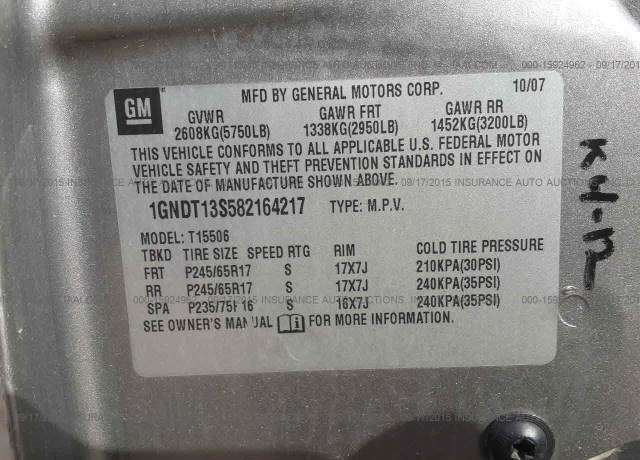 GM
MFD BY GENERAL MOTORS CORP. 10/07
GVWR GAWR FRT GAWR RR
2608KG(5750LB) 1338KG(2950LB) 1452KG(3200LB)
THIS VEHICLE CONFORMS TO ALL APPLICABLE U.S. FEDERAL MOTOR
VEHICLE SAFETY AND THEFT PREVENTION STANDARDS IN EFFECT ON
THE DATE OF MANUFACTURE SHOWN ABOVE.
1GNDT13S582164217 TYPE: M.P.V.
MODEL: T15506
TBKD TIRE SIZE SPEED RTG RIM COLD TIRE PRESSURE
FRT P245/65R17 S 17X7J 210KPA(30PSI)
RR P245/65R17 S 17X7J 240KPA(35PSI)
SPA P235/75R16 S 16X7J 240KPA(35PSI)
SEE OWNER'S MANUAL i FOR MORE INFORMATION.